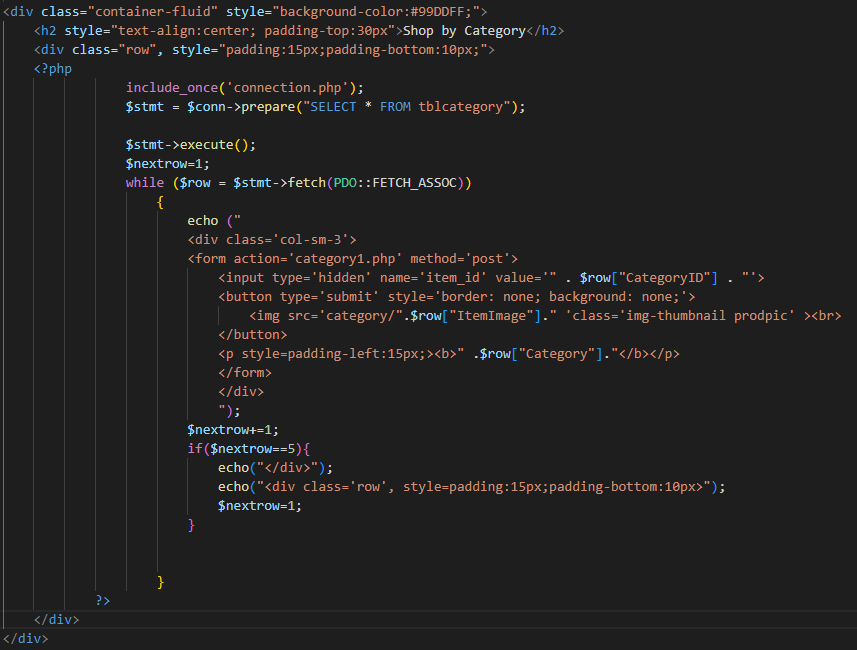 <div class="container-fluid" style="background-color:#99DDFF;">
<h2 style="text-align:center; padding-top:30px">Shop by Category</h2>
<div class="row", style="padding:15px;padding-bottom:10px;">
<?php
include_once('connection.php');
$stmt = $conn->prepare("SELECT * FROM tblcategory");
$stmt->execute();
$nextrow=1;
while ($row = $stmt->fetch(PDO::FETCH_ASSOC))
{
echo ("
<div class='col-sm-3'>
<form action='category1.php' method='post'>
<input type='hidden' name='item_id' value='" . $row["CategoryID"] . "'>
<button type='submit' style='border: none; background: none;'>
<img src='category/".$row["ItemImage"]." 'class='img-thumbnail prodpic' ><br>
</button>
<p style=padding-left:15px;><b>" .$row["Category"]."</b></p>
</form>
</div>
");
$nextrow+=1;
if($nextrow==5){
echo("</div>");
echo("<div class='row', style=padding:15px;padding-bottom:10px>");
$nextrow=1;
}
}
?>
</div>
</div>